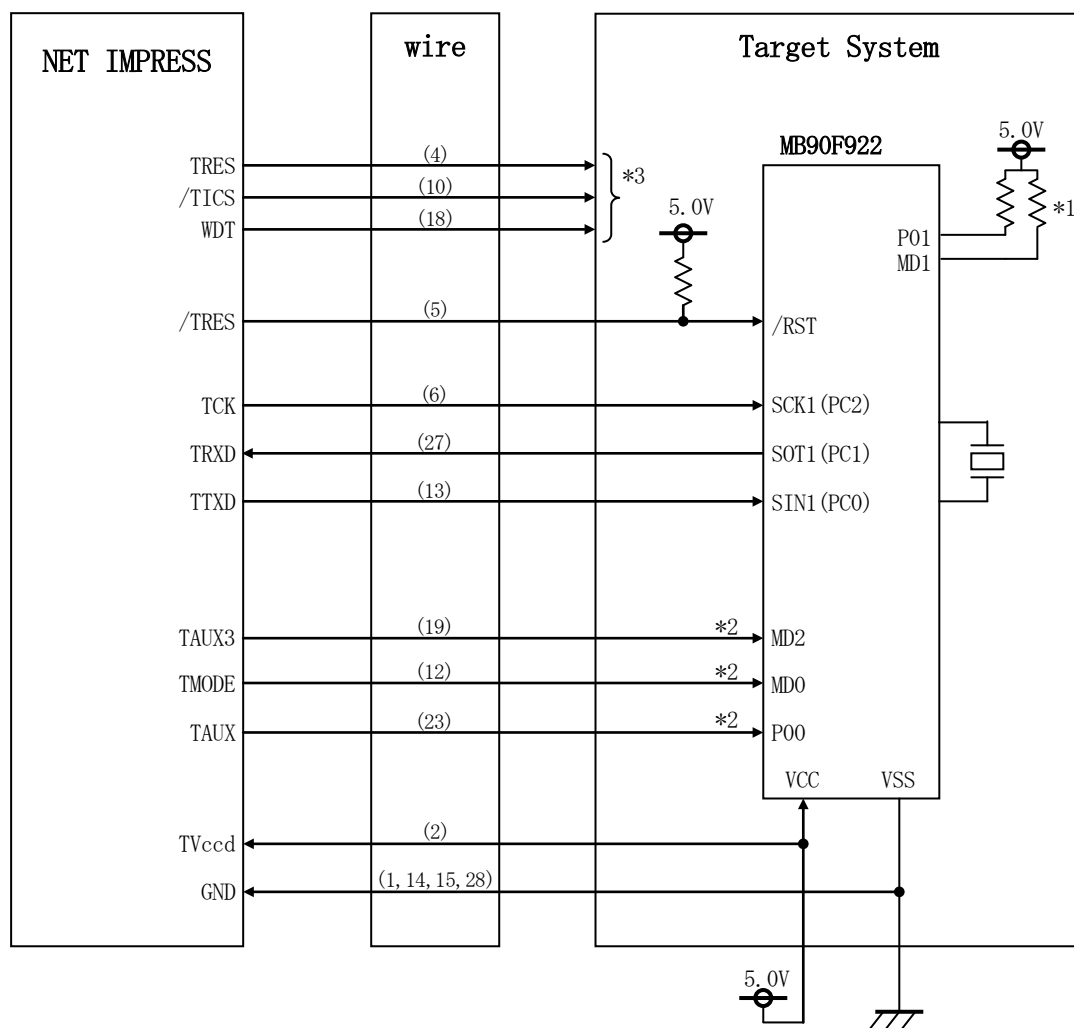 NET IMPRESS
wire
Target System
MB90F922
5.0V
TRES
(4)
*3
/TICS
(10)
WDT
(18)
5.0V
*1
P01
MD1
/TRES
(5)
/RST
TCK
(6)
SCK1(PC2)
TRXD
(27)
SOT1(PC1)
TTXD
(13)
SIN1(PC0)
TAUX3
(19)
*2
MD2
TMODE
(12)
*2
MD0
TAUX
(23)
*2
P00
VCC
VSS
TVccd
(2)
GND
(1,14,15,28)
5.0V